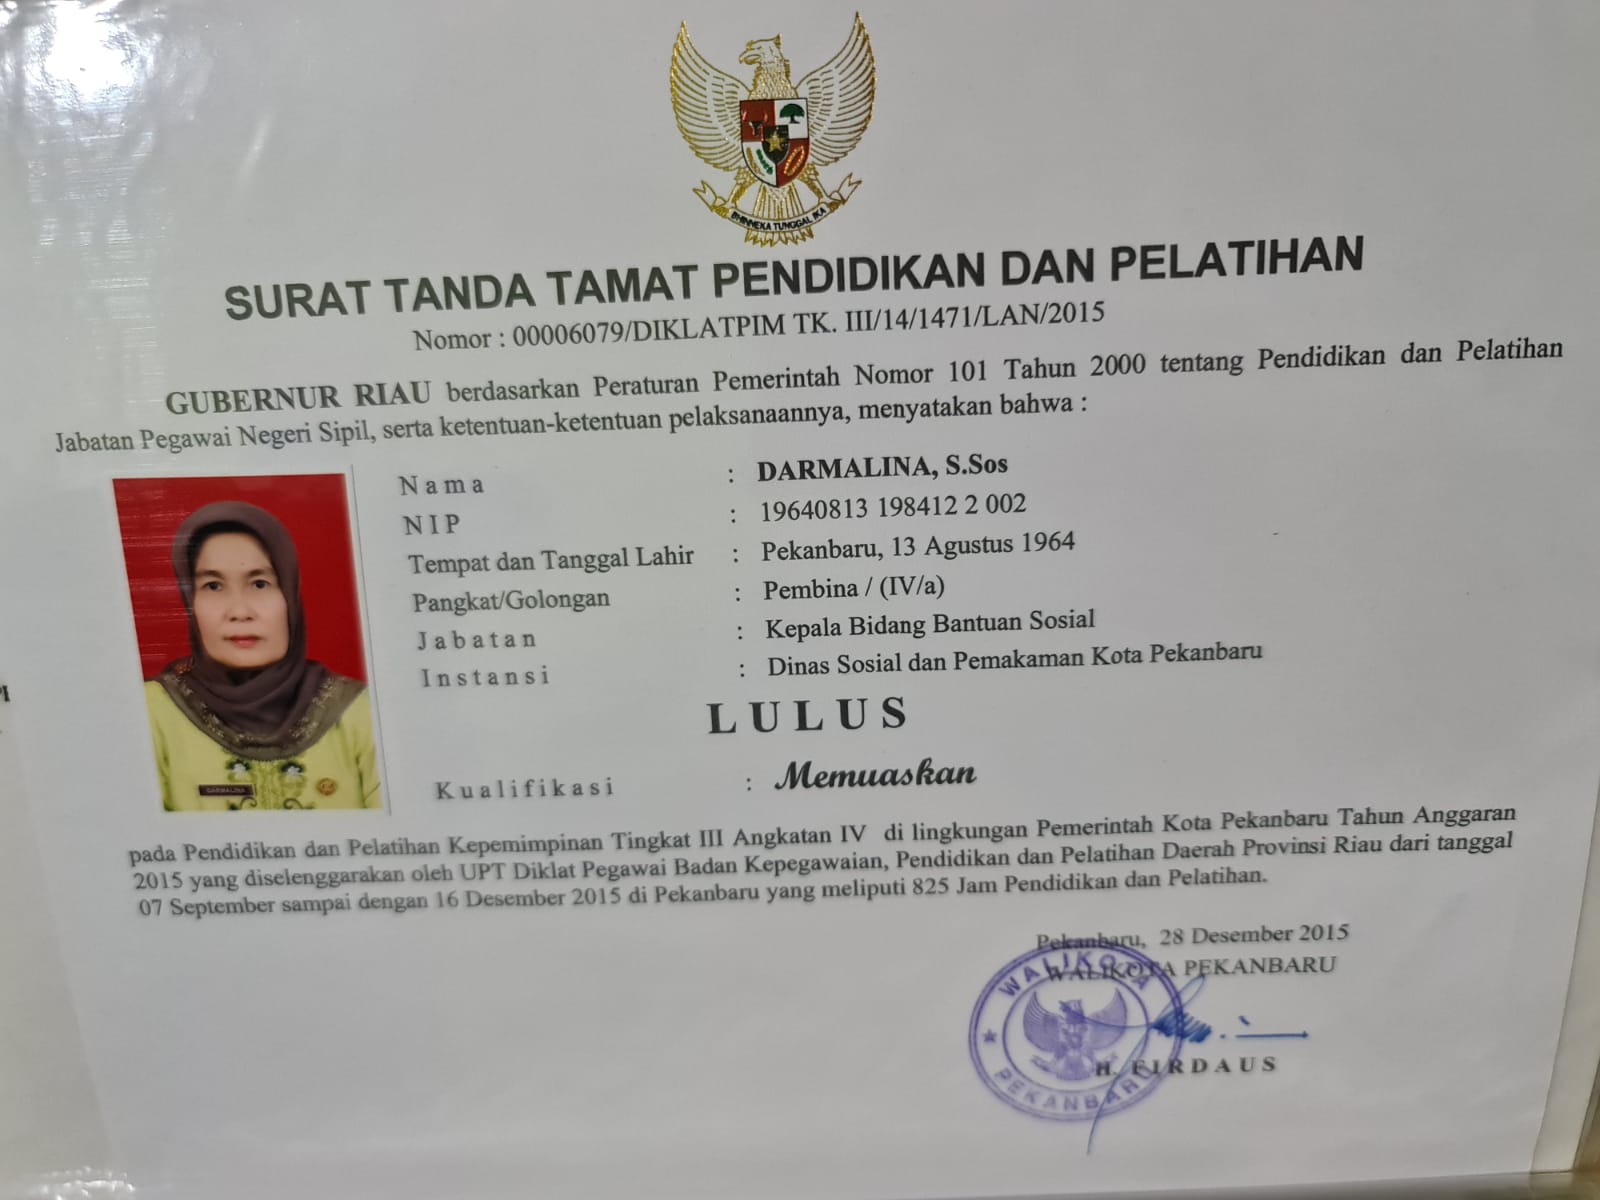 BHINNEKA TUNGGAL IKA
SURAT TANDA TAMAT PENDIDIKAN DAN PELATIHAN
Nomor : 00006079/DIKLATPIM TK. III/14/1471/LAN/2015
GUBERNUR RIAU berdasarkan Peraturan Pemerintah Nomor 101 Tahun 2000 tentang Pendidikan dan Pelatihan
Jabatan Pegawai Negeri Sipil, serta ketentuan-ketentuan pelaksanaannya, menyatakan bahwa :
Nama : DARMALINA, S.Sos
NIP : 19640813 198412 2 002
Tempat dan Tanggal Lahir : Pekanbaru, 13 Agustus 1964
Pangkat/Golongan : Pembina / (IV/a)
Jabatan : Kepala Bidang Bantuan Sosial
Instansi : Dinas Sosial dan Pemakaman Kota Pekanbaru
DARMALINA
LULUS
Kualifikasi : Memuaskan
pada Pendidikan dan Pelatihan Kepemimpinan Tingkat III Angkatan IV di lingkungan Pemerintah Kota Pekanbaru Tahun Anggaran
2015 yang diselenggarakan oleh UPT Diklat Pegawai Badan Kepegawaian, Pendidikan dan Pelatihan Daerah Provinsi Riau dari tanggal
07 September sampai dengan 16 Desember 2015 di Pekanbaru yang meliputi 825 Jam Pendidikan dan Pelatihan.
Pekanbaru, 28 Desember 2015
WALIKOTA PEKANBARU
WALIKOTA
PEKANBARU
H. FIRDAUS